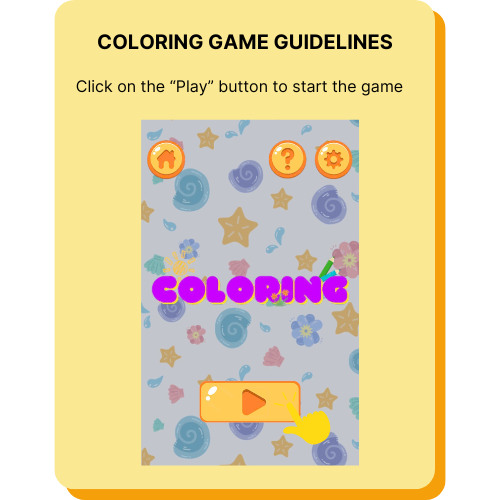 COLORING GAME GUIDELINES
Click on the “Play” button to start the game
?
COLORING